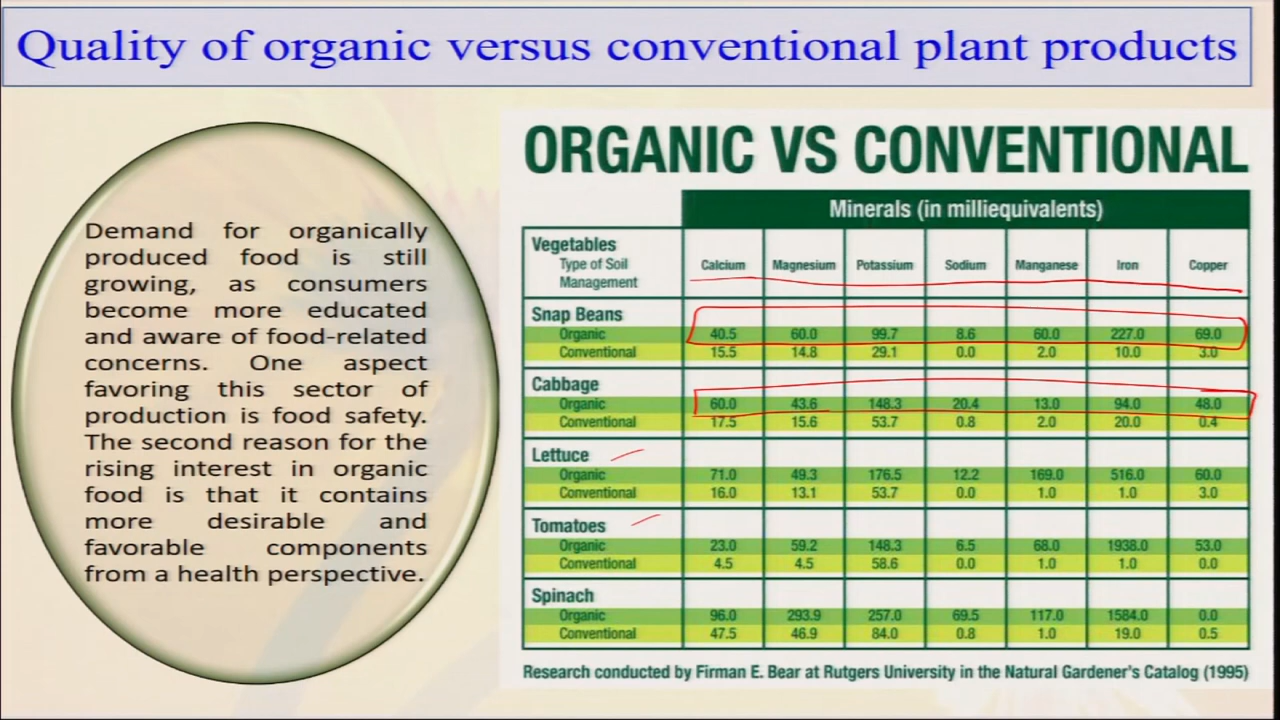 Quality of organic versus conventional plant products
Demand for organically
produced food is still
growing, as consumers
become more educated
and aware of food-related
concerns. One aspect
favoring this sector of
production is food safety.
The second reason for the
rising interest in organic
food is that it contains
more desirable and
favorable components
from a health perspective.
ORGANIC VS CONVENTIONAL
Minerals (in milliequivalents)
Vegetables
Type of Soil
Management
Calcium Magnesium Potassium Sodium Manganese Iron Copper
Snap Beans
Organic 40.5 60.0 99.7 8.6 60.0 227.0 69.0
Conventional 15.5 14.8 29.1 0.0 2.0 10.0 3.0
Cabbage
Organic 60.0 43.6 148.3 20.4 13.0 94.0 48.0
Conventional 17.5 15.6 53.7 0.8 2.0 20.0 0.4
Lettuce
Organic 71.0 49.3 176.5 12.2 169.0 516.0 60.0
Conventional 16.0 13.1 53.7 0.0 1.0 1.0 3.0
Tomatoes
Organic 23.0 59.2 148.3 6.5 68.0 1938.0 53.0
Conventional 4.5 4.5 58.6 0.0 1.0 1.0 0.0
Spinach
Organic 96.0 293.9 257.0 69.5 117.0 1584.0 0.0
Conventional 47.5 46.9 84.0 0.8 1.0 19.0 0.5
Research conducted by Firman E. Bear at Rutgers University in the Natural Gardener's Catalog (1995)